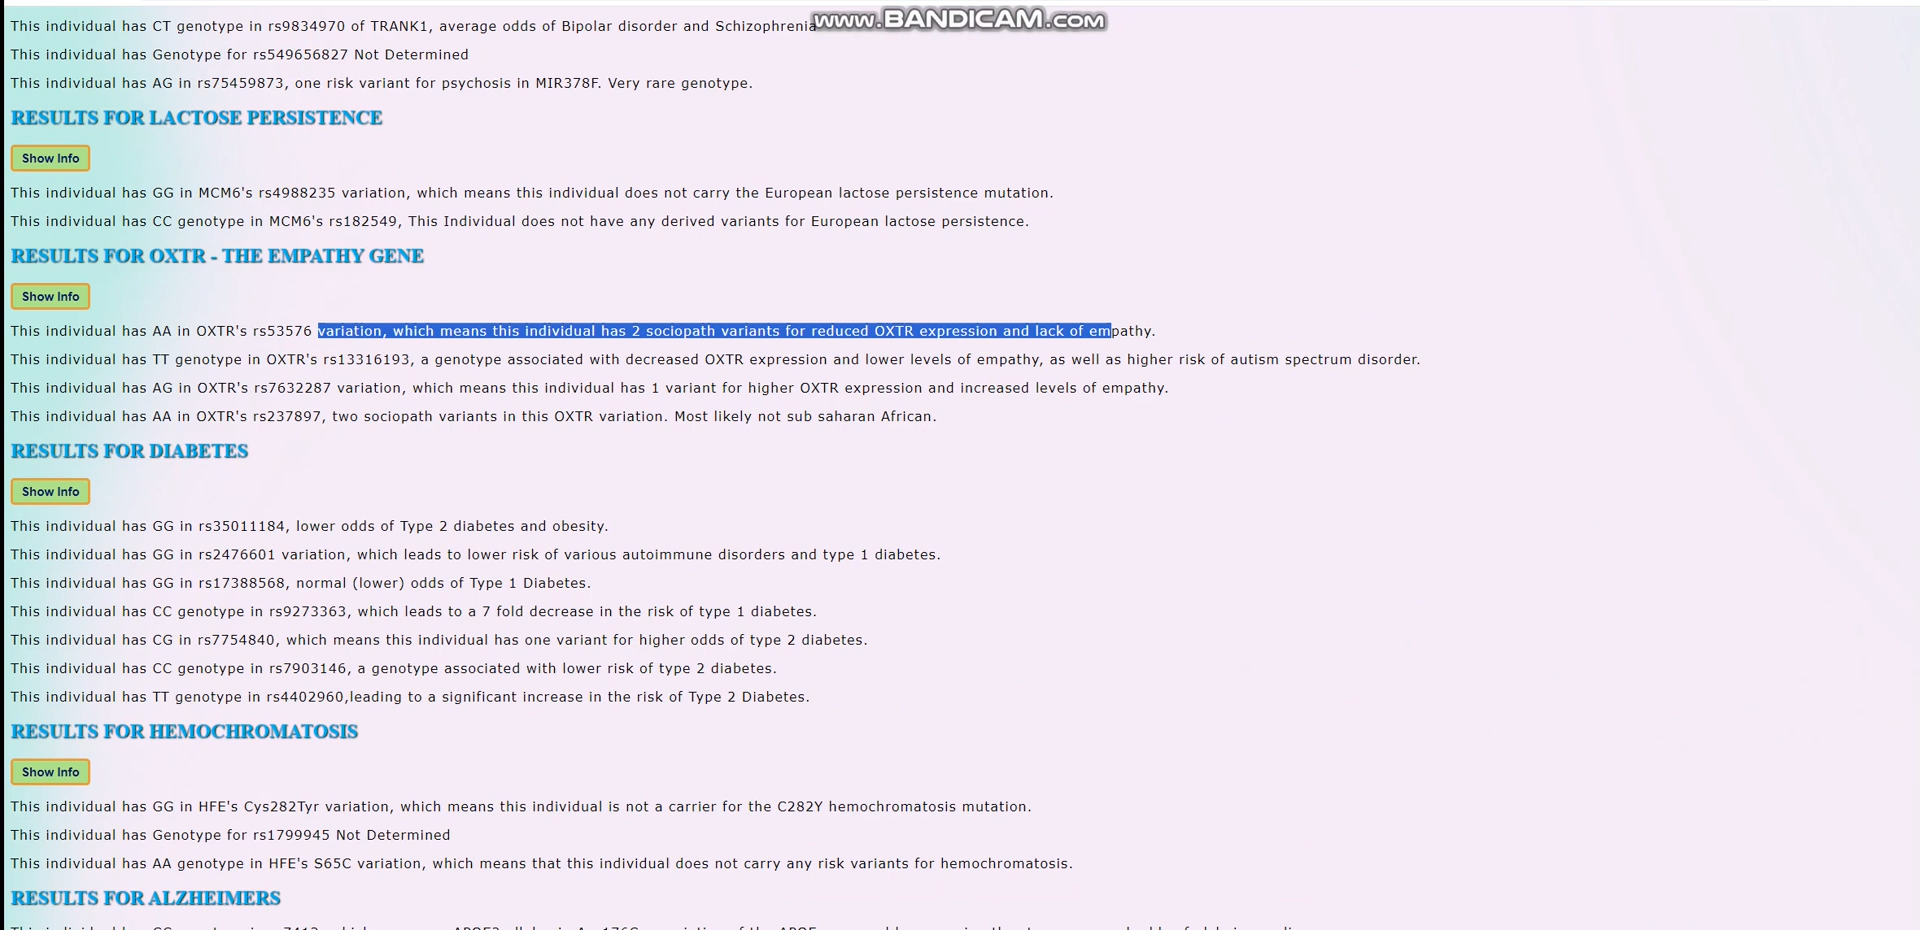 www.BANDICAM.com
This individual has CT genotype in rs9834970 of TRANK1, average odds of Bipolar disorder and Schizophrenia
This individual has Genotype for rs549656827 Not Determined
This individual has AG in rs75459873, one risk variant for psychosis in MIR378F. Very rare genotype.
RESULTS FOR LACTOSE PERSISTENCE
Show Info
This individual has GG in MCM6's rs4988235 variation, which means this individual does not carry the European lactose persistence mutation.
This individual has CC genotype in MCM6's rs182549, This Individual does not have any derived variants for European lactose persistence.
RESULTS FOR OXTR - THE EMPATHY GENE
Show Info
This individual has AA in OXTR's rs53576 variation, which means this individual has 2 sociopath variants for reduced OXTR expression and lack of empathy.
This individual has TT genotype in OXTR's rs13316193, a genotype associated with decreased OXTR expression and lower levels of empathy, as well as higher risk of autism spectrum disorder.
This individual has AG in OXTR's rs7632287 variation, which means this individual has 1 variant for higher OXTR expression and increased levels of empathy.
This individual has AA in OXTR's rs237897, two sociopath variants in this OXTR variation. Most likely not sub saharan African.
RESULTS FOR DIABETES
Show Info
This individual has GG in rs35011184, lower odds of Type 2 diabetes and obesity.
This individual has GG in rs2476601 variation, which leads to lower risk of various autoimmune disorders and type 1 diabetes.
This individual has GG in rs17388568, normal (lower) odds of Type 1 Diabetes.
This individual has CC genotype in rs9273363, which leads to a 7 fold decrease in the risk of type 1 diabetes.
This individual has CG in rs7754840, which means this individual has one variant for higher odds of type 2 diabetes.
This individual has CC genotype in rs7903146, a genotype associated with lower risk of type 2 diabetes.
This individual has TT genotype in rs4402960,leading to a significant increase in the risk of Type 2 Diabetes.
RESULTS FOR HEMOCHROMATOSIS
Show Info
This individual has GG in HFE's Cys282Tyr variation, which means this individual is not a carrier for the C282Y hemochromatosis mutation.
This individual has Genotype for rs1799945 Not Determined
This individual has AA genotype in HFE's S65C variation, which means that this individual does not carry any risk variants for hemochromatosis.
RESULTS FOR ALZHEIMERS